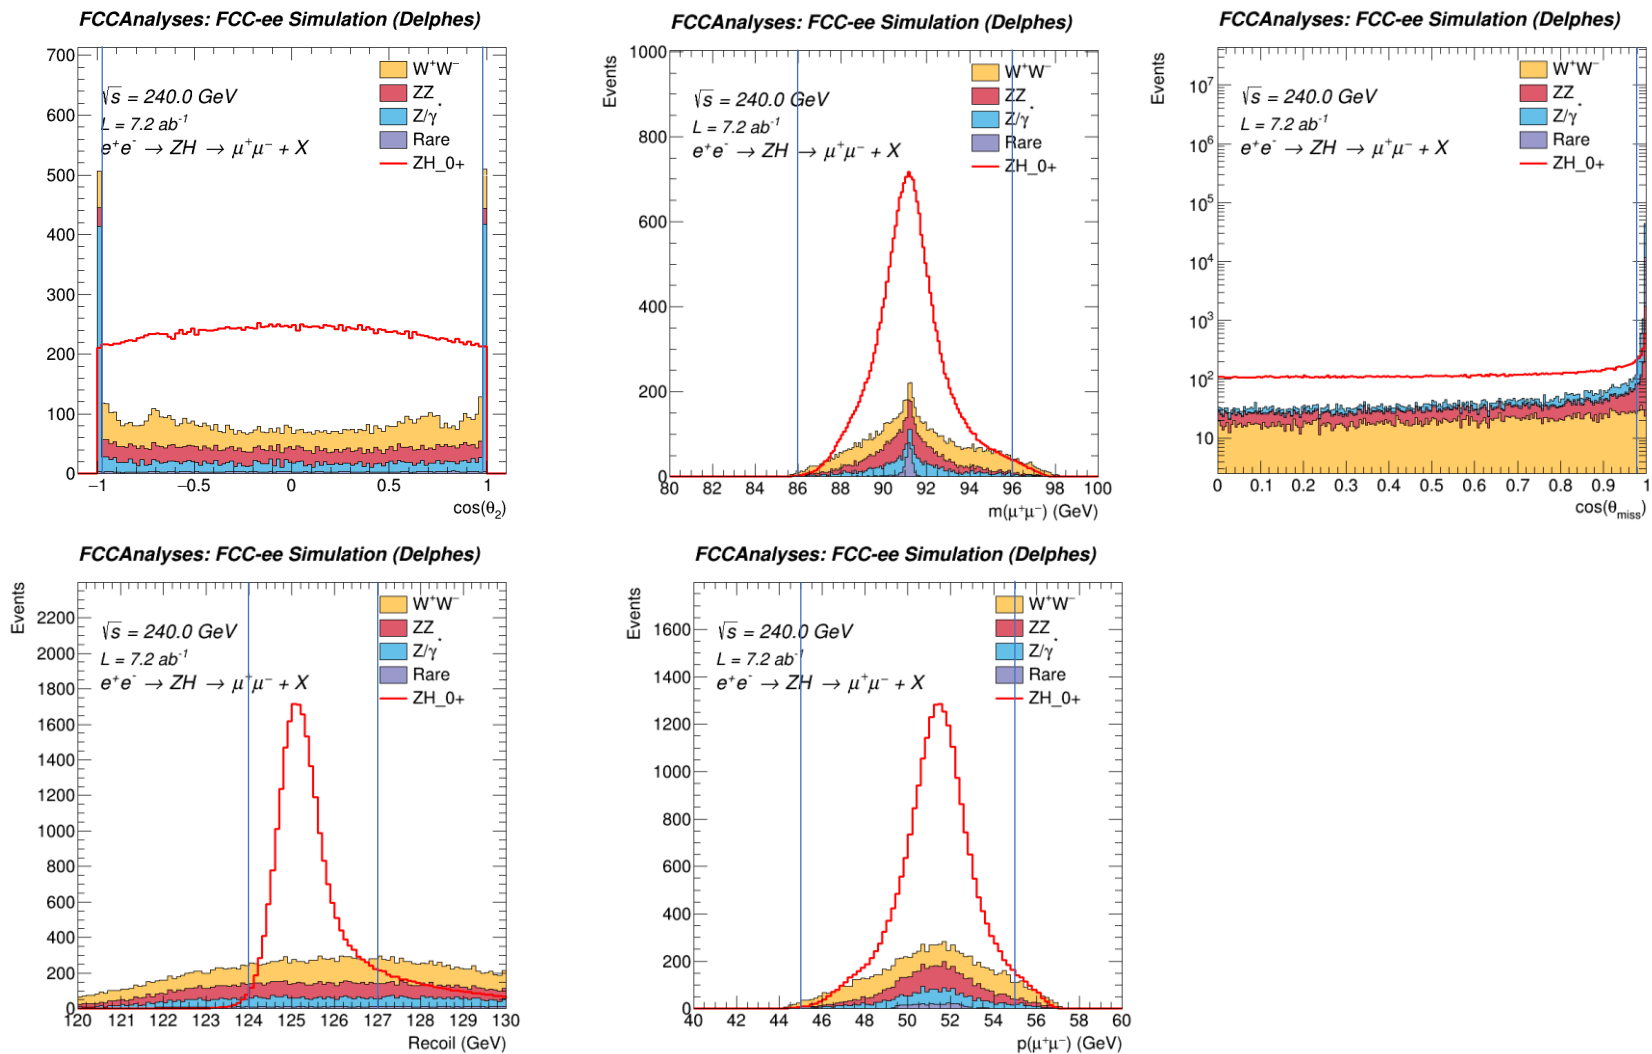 FCCAnalyses: FCC-ee Simulation (Delphes)
700
600
500
400
300
200
100
0
√s = 240.0 GeV
L = 7.2 ab⁻¹
e⁺e⁻ → ZH → μ⁺μ⁻ + X
W⁺W⁻
ZZ
Z/γ*
Rare
ZH_0+
−1 −0.5 0 0.5 1
cos(θ₂)
FCCAnalyses: FCC-ee Simulation (Delphes)
Events
1000
800
600
400
200
0
√s = 240.0 GeV
L = 7.2 ab⁻¹
e⁺e⁻ → ZH → μ⁺μ⁻ + X
W⁺W⁻
ZZ
Z/γ*
Rare
ZH_0+
80 82 84 86 88 90 92 94 96 98 100
m(μ⁺μ⁻) (GeV)
FCCAnalyses: FCC-ee Simulation (Delphes)
Events
10⁷
10⁶
10⁵
10⁴
10³
10²
10
√s = 240.0 GeV
L = 7.2 ab⁻¹
e⁺e⁻ → ZH → μ⁺μ⁻ + X
W⁺W⁻
ZZ
Z/γ*
Rare
ZH_0+
0 0.1 0.2 0.3 0.4 0.5 0.6 0.7 0.8 0.9 1
cos(θmiss)
FCCAnalyses: FCC-ee Simulation (Delphes)
Events
2200
2000
1800
1600
1400
1200
1000
800
600
400
200
0
√s = 240.0 GeV
L = 7.2 ab⁻¹
e⁺e⁻ → ZH → μ⁺μ⁻ + X
W⁺W⁻
ZZ
Z/γ*
Rare
ZH_0+
120 121 122 123 124 125 126 127 128 129 130
Recoil (GeV)
FCCAnalyses: FCC-ee Simulation (Delphes)
Events
1600
1400
1200
1000
800
600
400
200
0
√s = 240.0 GeV
L = 7.2 ab⁻¹
e⁺e⁻ → ZH → μ⁺μ⁻ + X
W⁺W⁻
ZZ
Z/γ*
Rare
ZH_0+
40 42 44 46 48 50 52 54 56 58 60
p(μ⁺μ⁻) (GeV)